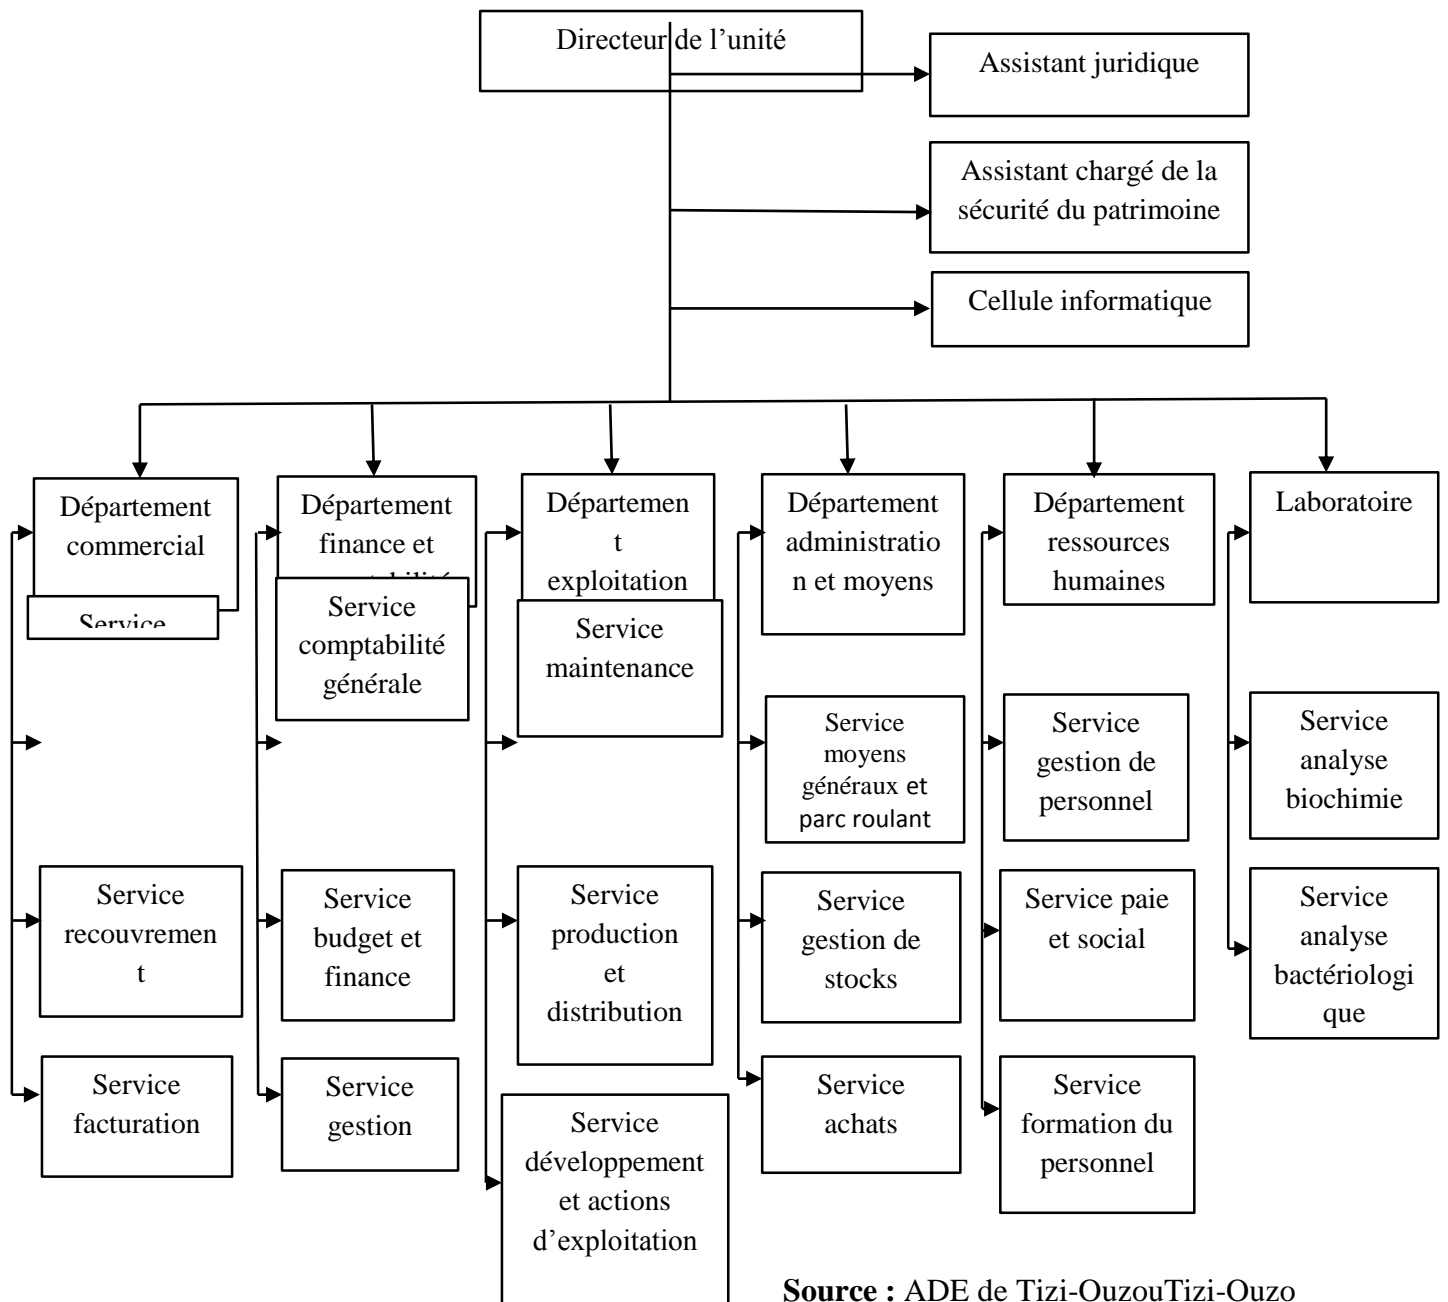 Directeur de l’unité
Assistant juridique
Assistant chargé de la
sécurité du patrimoine
Cellule informatique
Département
commercial
Service
Service
recouvremen
t
Service
facturation
Département
finance et
Service
comptabilité
générale
Service
budget et
finance
Service
gestion
Départemen
t
exploitation
Service
maintenance
Service
production
et
distribution
Service
développement
et actions
d’exploitation
Département
administratio
n et moyens
Service
moyens
généraux et
parc roulant
Service
gestion de
stocks
Service
achats
Département
ressources
humaines
Service
gestion de
personnel
Service paie
et social
Service
formation du
personnel
Laboratoire
Service
analyse
biochimie
Service
analyse
bactériologi
que
Source : ADE de Tizi-OuzouTizi-Ouzo